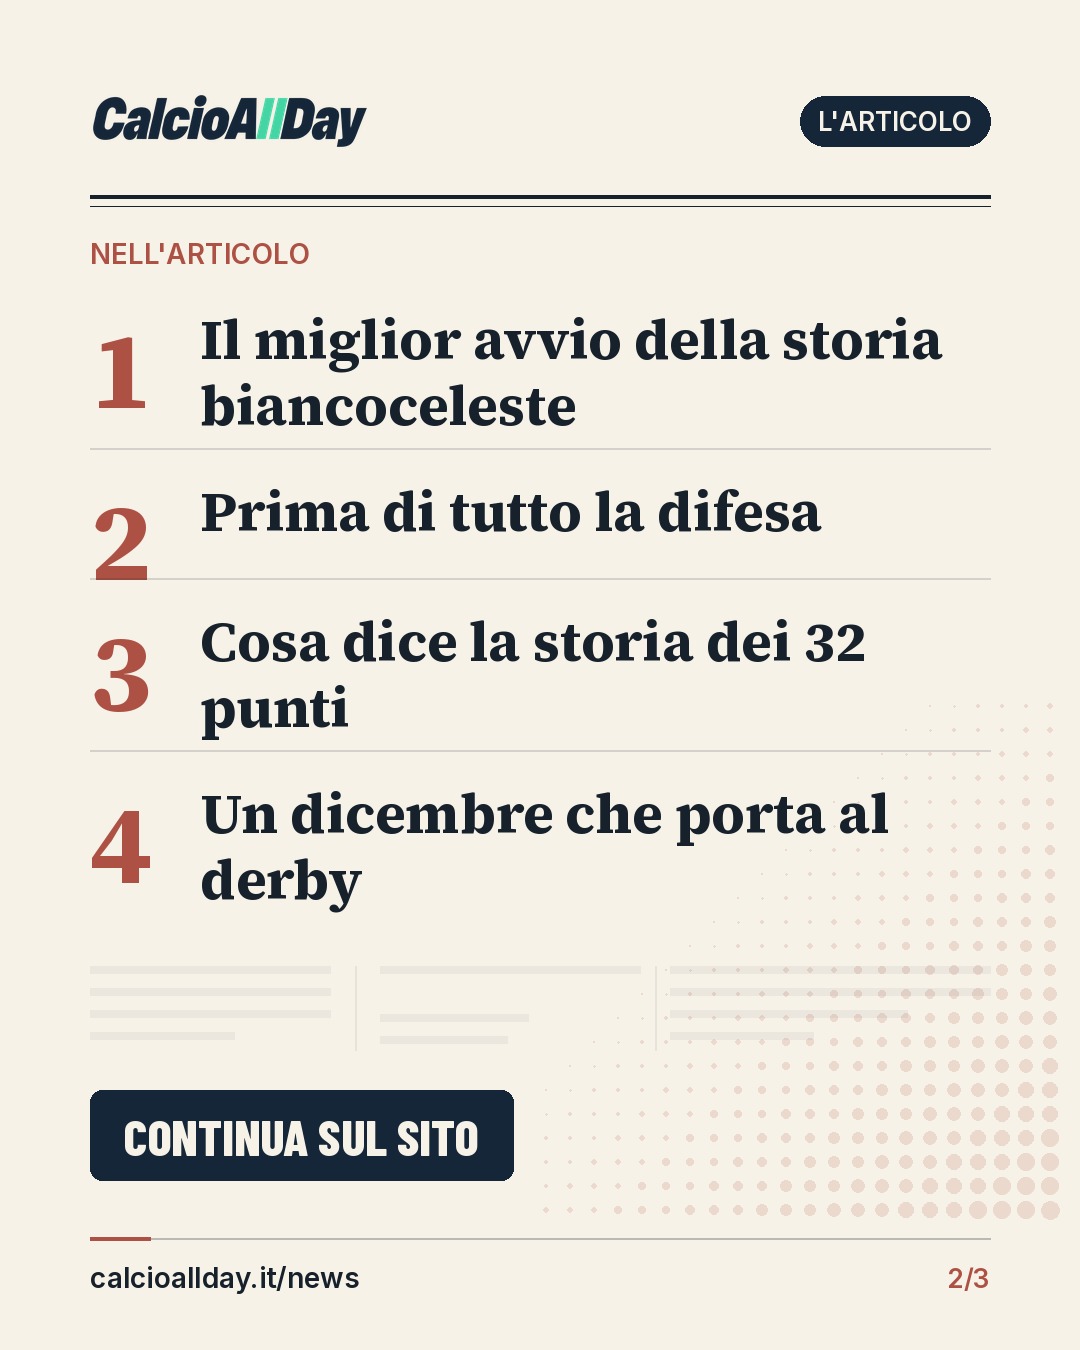 CalcioAllDay
L'ARTICOLO
NELL'ARTICOLO
1
Il miglior avvio della storia
biancoceleste
2
Prima di tutto la difesa
3
Cosa dice la storia dei 32
punti
4
Un dicembre che porta al
derby
CONTINUA SUL SITO
calcioallday.it/news
2/3